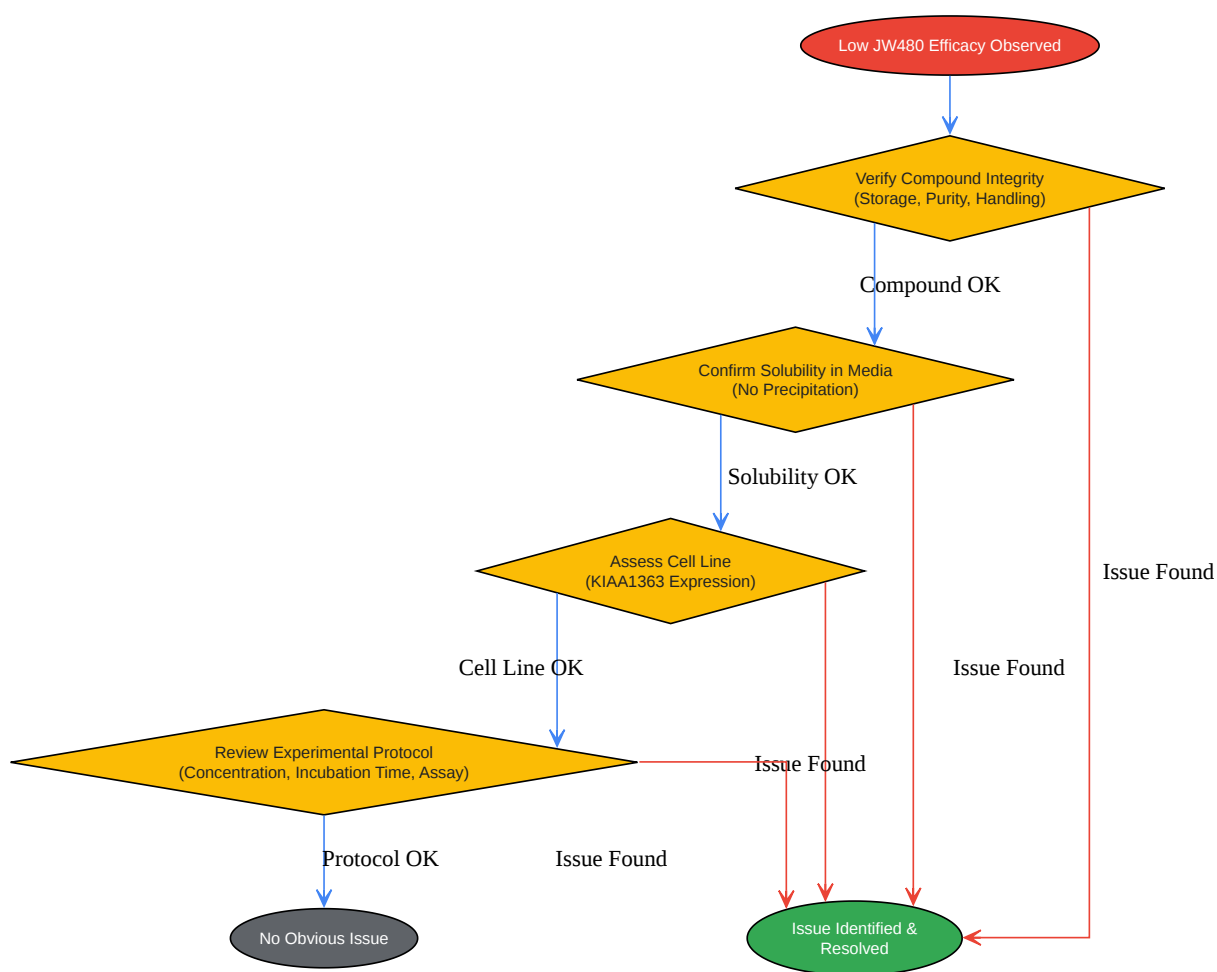 Low JW480 Efficacy Observed
Verify Compound Integrity
(Storage, Purity, Handling)
Compound OK
Confirm Solubility in Media
(No Precipitation)
Solubility OK
Assess Cell Line
(KIAA1363 Expression)
Issue Found
Cell Line OK
Issue Found
Review Experimental Protocol
(Concentration, Incubation Time, Assay)
Issue Found
Protocol OK
Issue Found
No Obvious Issue
Issue Identified &
Resolved